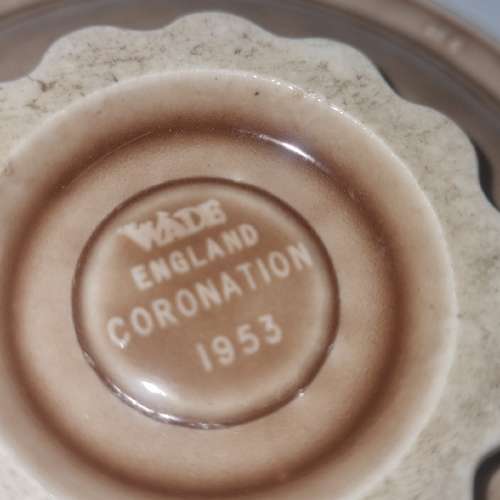 WADE
ENGLAND
CORONATION
1953